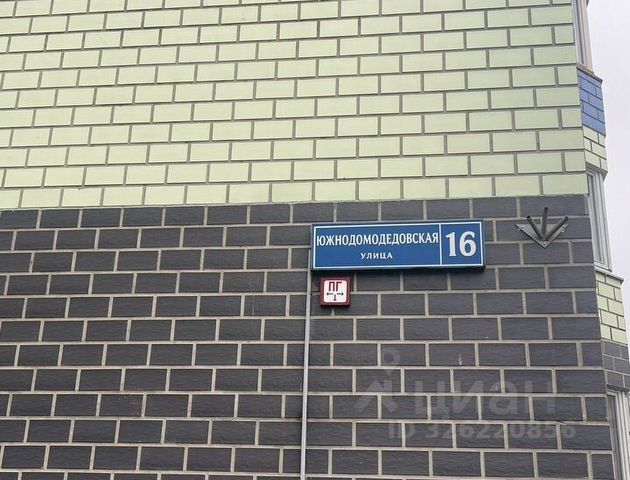 ЮЖНОДОМОДЕДОВСКАЯ
УЛИЦА
16
ПГ
циан
ID 326220856